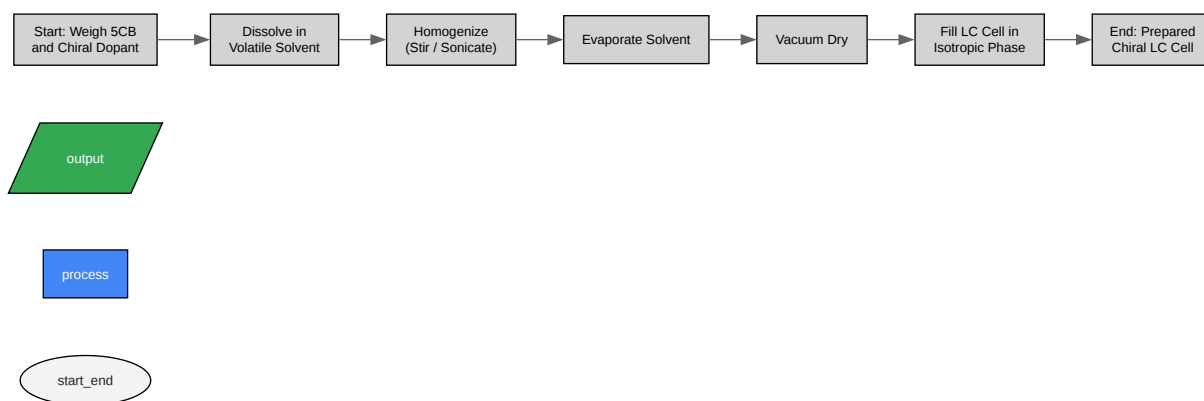 Start: Weigh 5CB
and Chiral Dopant
Dissolve in
Volatile Solvent
Homogenize
(Stir / Sonicate)
Evaporate Solvent
Vacuum Dry
Fill LC Cell in
Isotropic Phase
End: Prepared
Chiral LC Cell
output
process
start_end